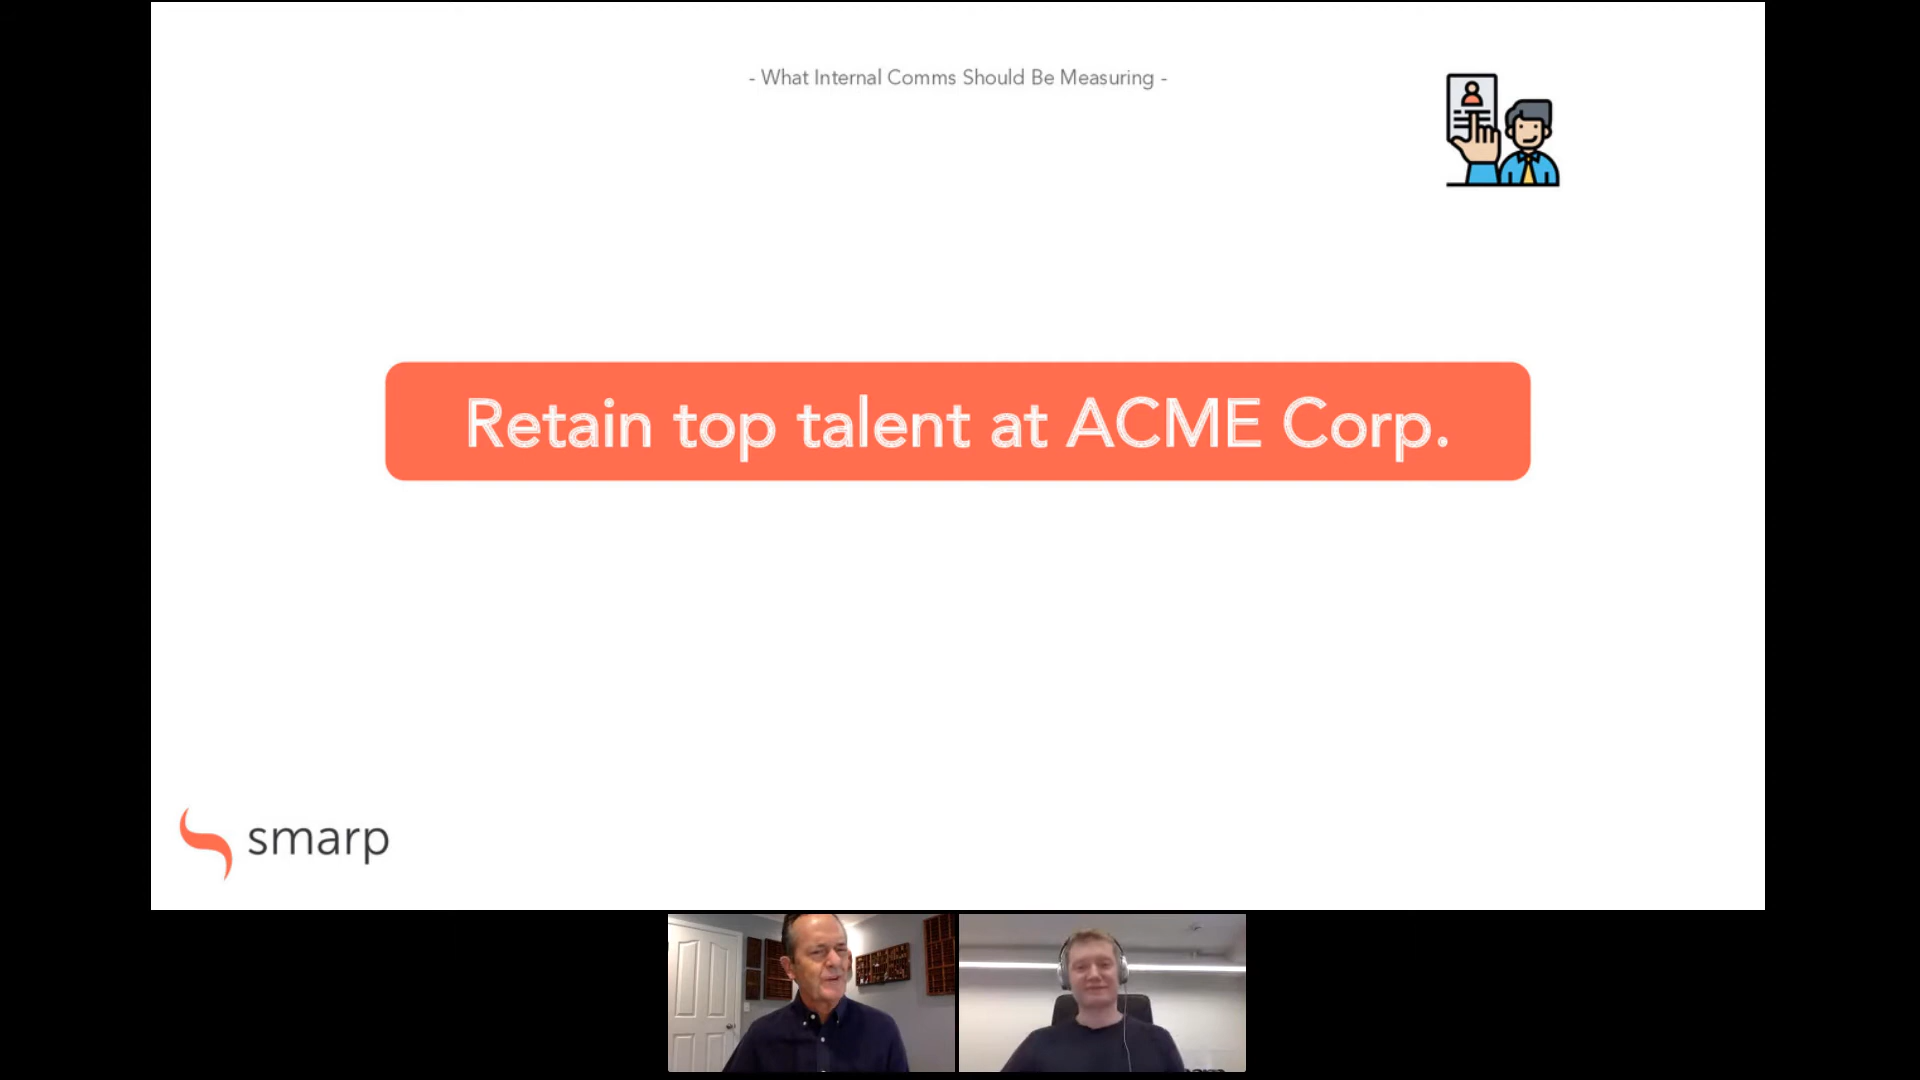 - What Internal Comms Should Be Measuring -
Retain top talent at ACME Corp.
smarp